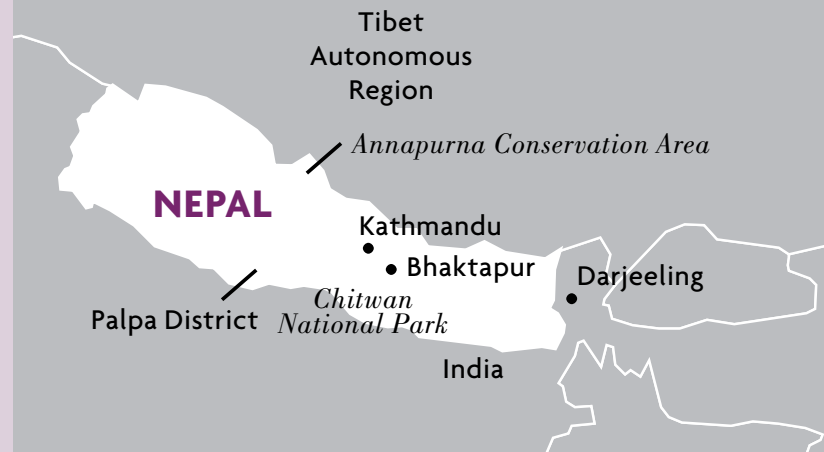 Tibet
Autonomous
Region
Annapurna Conservation Area
NEPAL
Kathmandu
Bhaktapur
Darjeeling
Chitwan
National Park
Palpa District
India